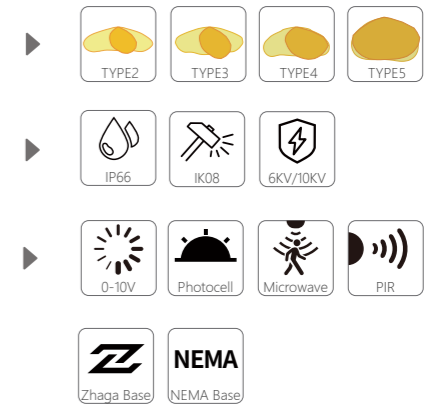 TYPE2 TYPE3 TYPE4 TYPE5
IP66 IK08 6KV/10KV
0-10V Photocell Microwave PIR
NEMA
Zhaga Base NEMA Base